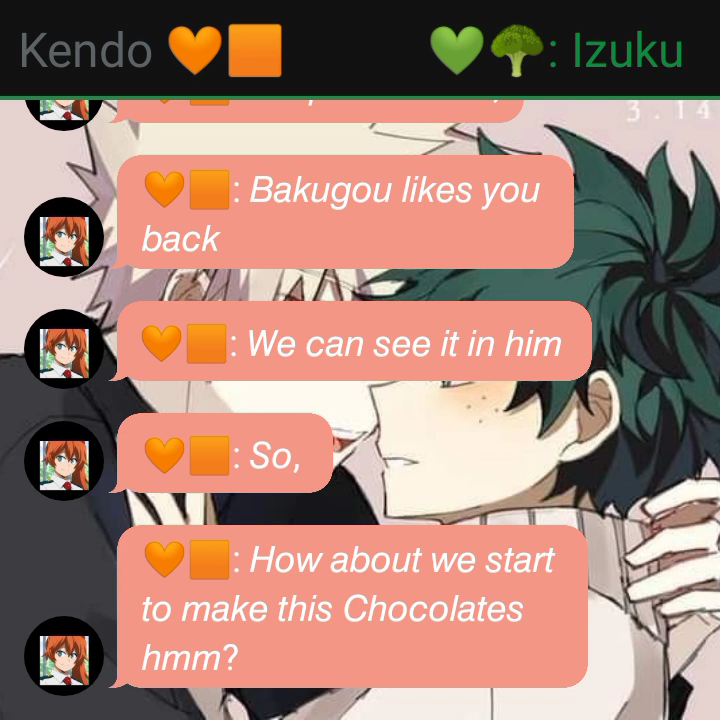 Kendo 🧡🟧
💚🥦: Izuku
3.14
🧡🟧: Bakugou likes you
back
🧡🟧: We can see it in him
🧡🟧: So,
🧡🟧: How about we start
to make this Chocolates
hmm?